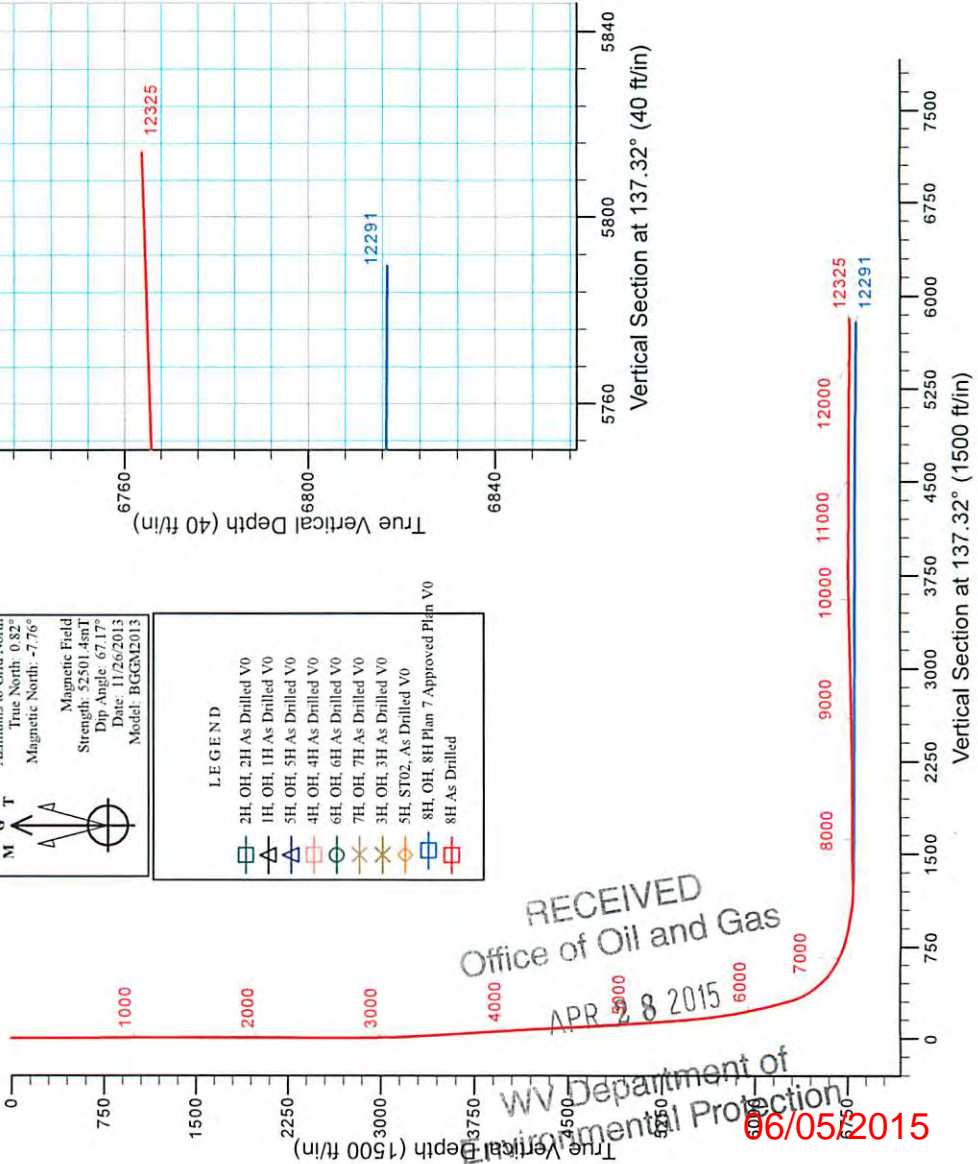 5840
12325
5800
12291
5760
6760
6800
6840
True Vertical Depth (40 ft/in)
Vertical Section at 137.32° (40 ft/in)
True North: 0.82°
Magnetic North: -7.76°
Magnetic Field
Strength: 52501.4snT
Dip Angle: 67.17°
Date: 11/26/2013
Model: BGGM2013
M G T
LEGEND
2H, OH, 2H As Drilled V0
1H, OH, 1H As Drilled V0
5H, OH, 5H As Drilled V0
4H, OH, 4H As Drilled V0
6H, OH, 6H As Drilled V0
7H, OH, 7H As Drilled V0
3H, OH, 3H As Drilled V0
5H, ST02, As Drilled V0
8H, OH, 8H Plan 7 Approved Plan V0
8H As Drilled
1000
2000
3000
4000
5000
6000
7000
8000
9000
10000
11000
12000
12325
12291
0
750
1500
2250
3000
3750
4500
5250
6000
6750
7500
Vertical Section at 137.32° (1500 ft/in)
0
750
1500
2250
3000
3750
4500
5250
6000
6750
True Vertical Depth (1500 ft/in)
RECEIVED
Office of Oil and Gas
APR 28 2015
WV Department of
Environmental Protection
06/05/2015